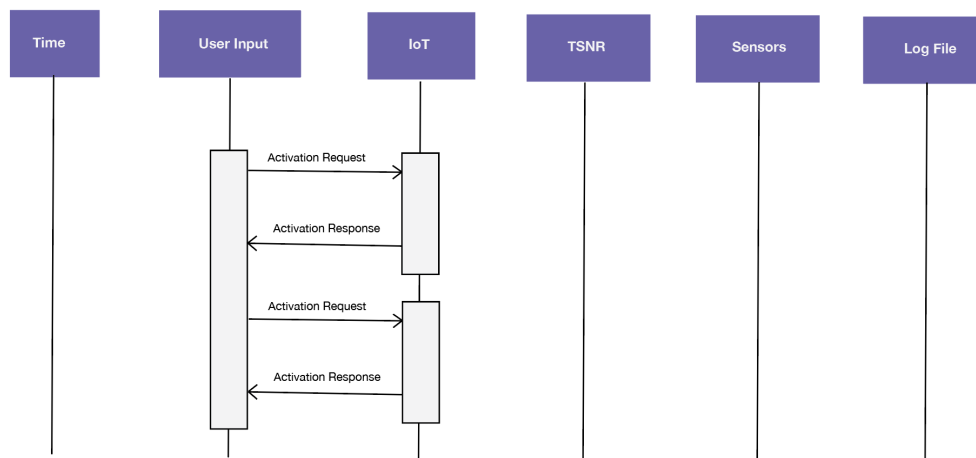 Time
User Input
IoT
TSNR
Sensors
Log File
Activation Request
Activation Response
Activation Request
Activation Response